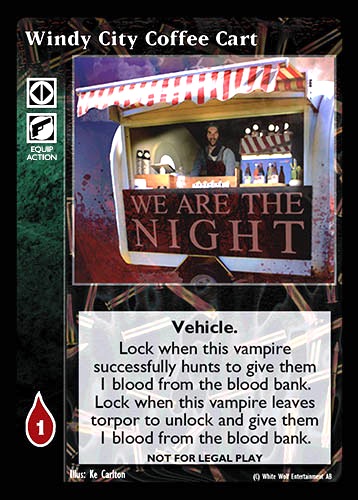 Windy City Coffee Cart
EQUIP
ACTION
WE ARE THE
NIGHT
Vehicle.
Lock when this vampire
successfully hunts to give them
1 blood from the blood bank.
Lock when this vampire leaves
torpor to unlock and give them
1 blood from the blood bank.
NOT FOR LEGAL PLAY
1
Illus: Ke Carlton
(C) White Wolf Entertainment AB